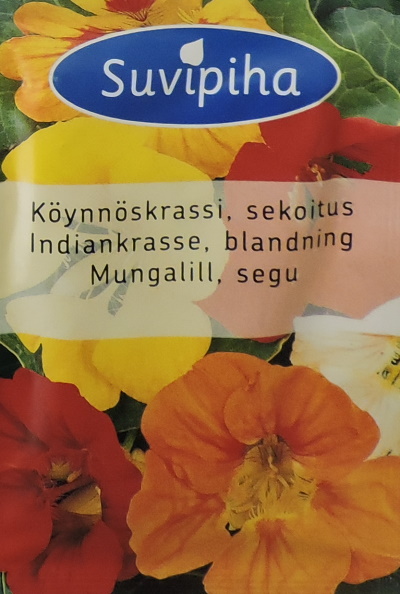 Suvipiha
Köynnöskrassi, sekoitus
Indiankrasse, blandning
Mungalill, segu